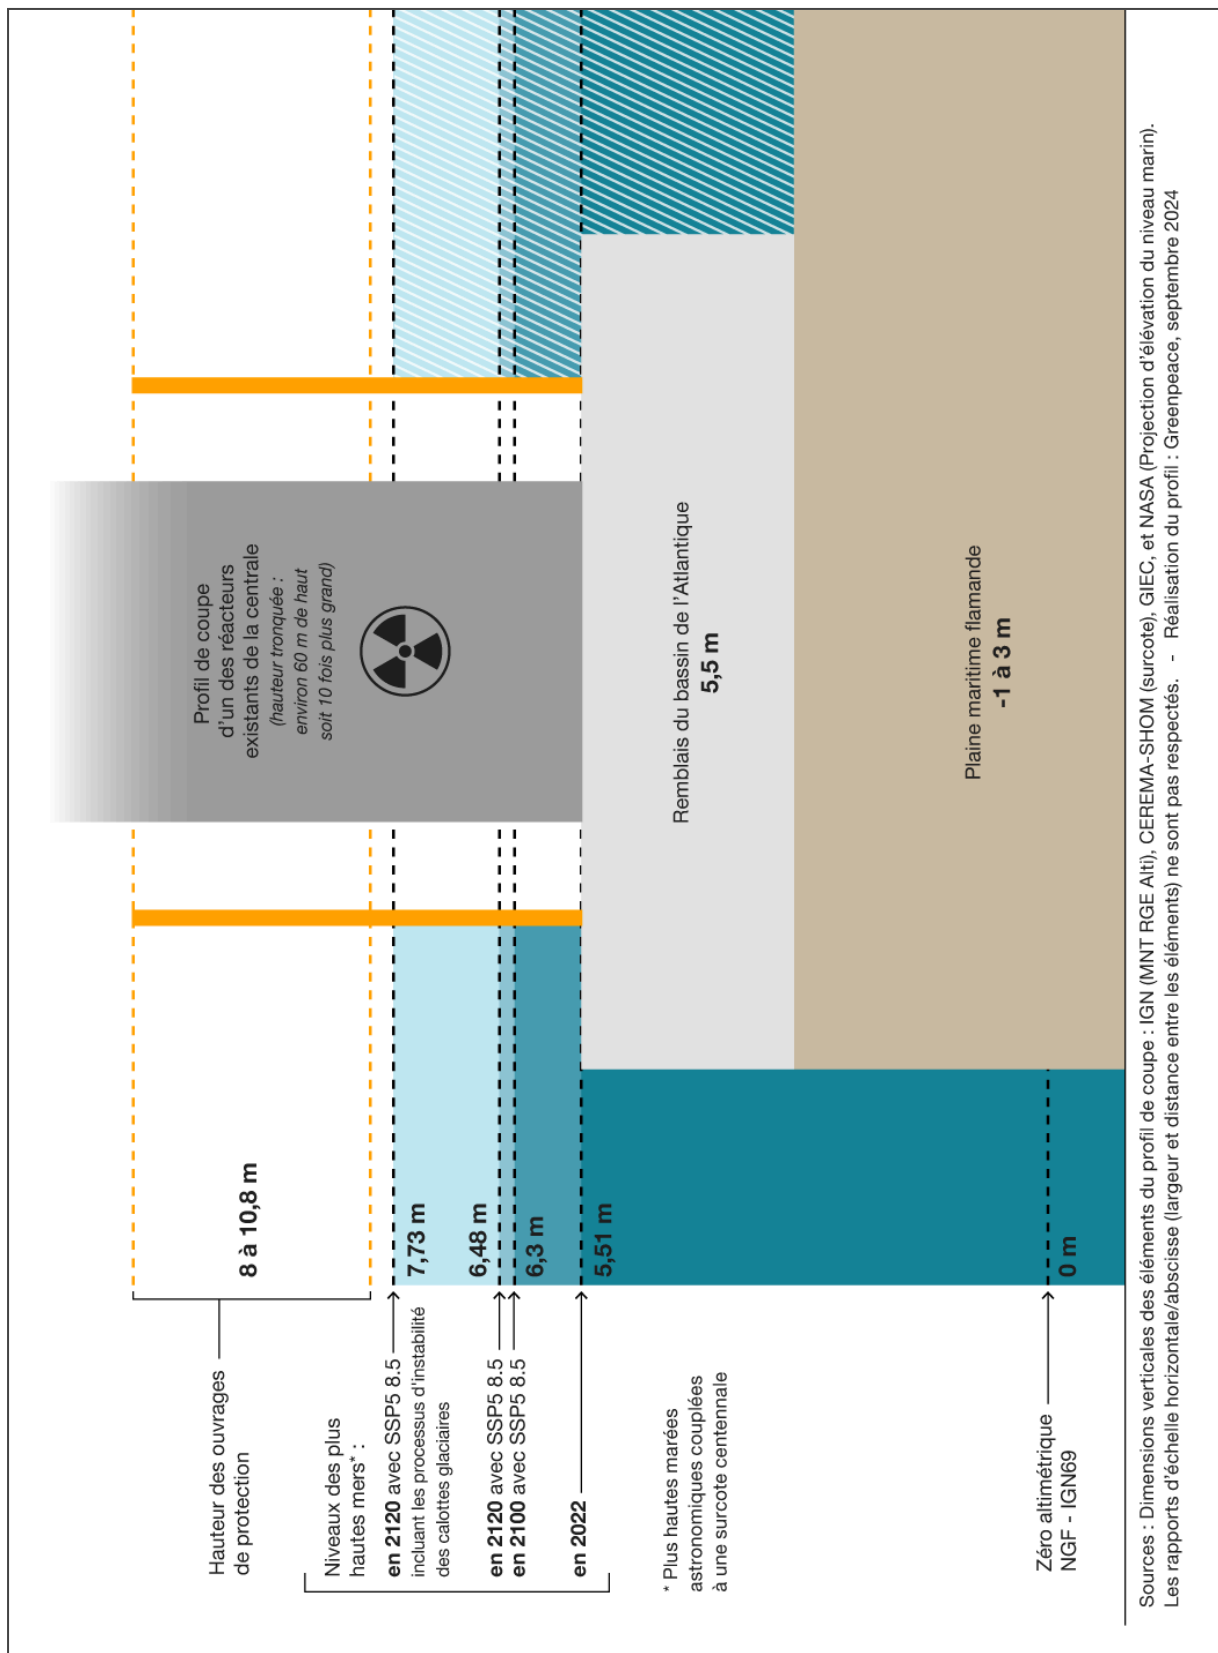 Hauteur des ouvrages
de protection
8 à 10,8 m
Profil de coupe
d'un des réacteurs
existants de la centrale
(hauteur tronquée :
environ 60 m de haut
soit 10 fois plus grand)
Niveaux des plus
hautes mers* :
en 2120 avec SSP5 8.5
incluant les processus d'instabilité
des calottes glaciaires
7,73 m
en 2120 avec SSP5 8.5
6,48 m
en 2100 avec SSP5 8.5
6,3 m
en 2022
5,51 m
Remblais du bassin de l'Atlantique
5,5 m
* Plus hautes marées
astronomiques couplées
à une surcote centennale
Plaine maritime flamande
-1 à 3 m
Zéro altimétrique
NGF - IGN69
0 m
Sources : Dimensions verticales des éléments du profil de coupe : IGN (MNT RGE Alti), CEREMA-SHOM (surcote), GIEC, et NASA (Projection d'élévation du niveau marin).
Les rapports d'échelle horizontale/abscisse (largeur et distance entre les éléments) ne sont pas respectés. - Réalisation du profil : Greenpeace, septembre 2024